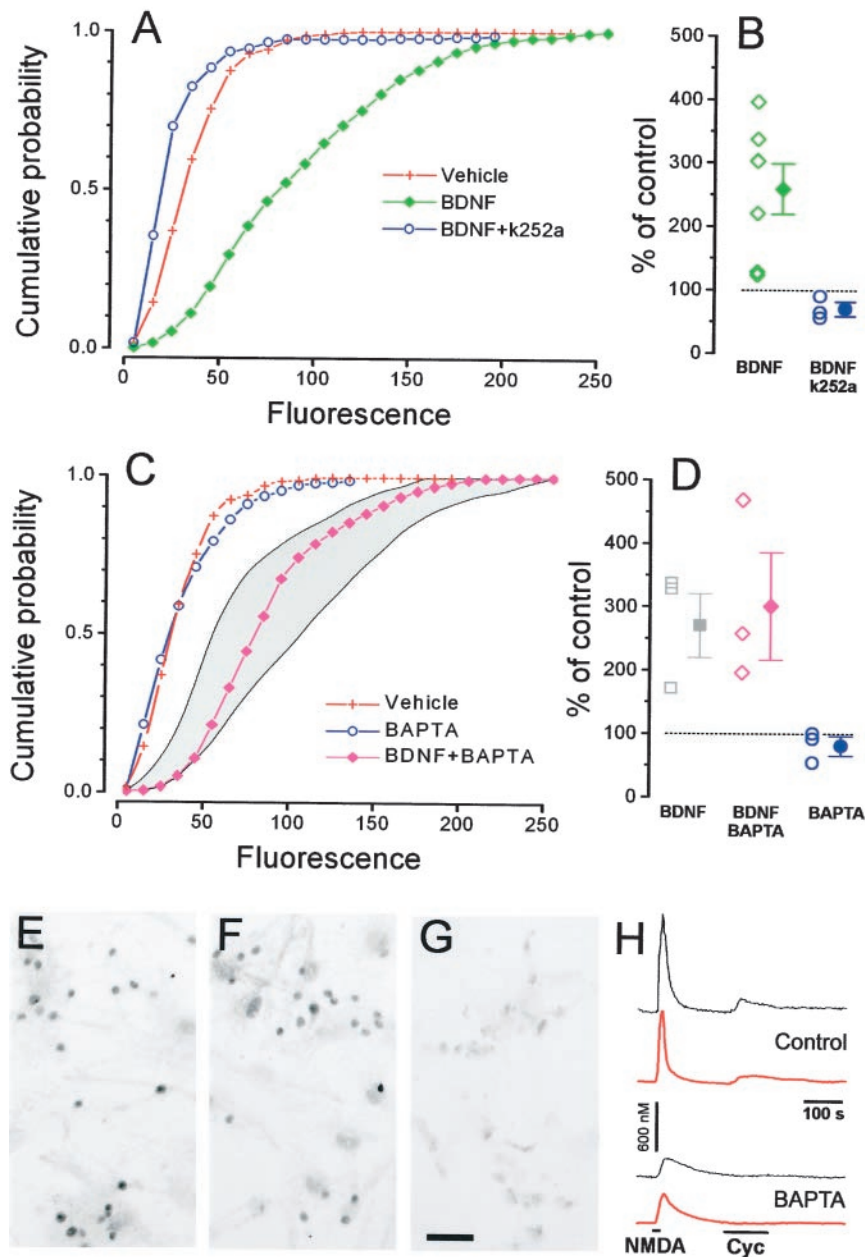 A
Cumulative probability
1.0
0.5
0.0
0
50
100
150
200
250
Fluorescence
Vehicle
BDNF
BDNF+k252a
B
% of control
500
400
300
200
100
0
BDNF
BDNF
k252a
C
Cumulative probability
1.0
0.5
0.0
0
50
100
150
200
250
Fluorescence
Vehicle
BAPTA
BDNF+BAPTA
D
% of control
500
400
300
200
100
0
BDNF
BDNF
BAPTA
BAPTA
E
F
G
H
Control
100 s
600 nM
BAPTA
NMDA
Cyc